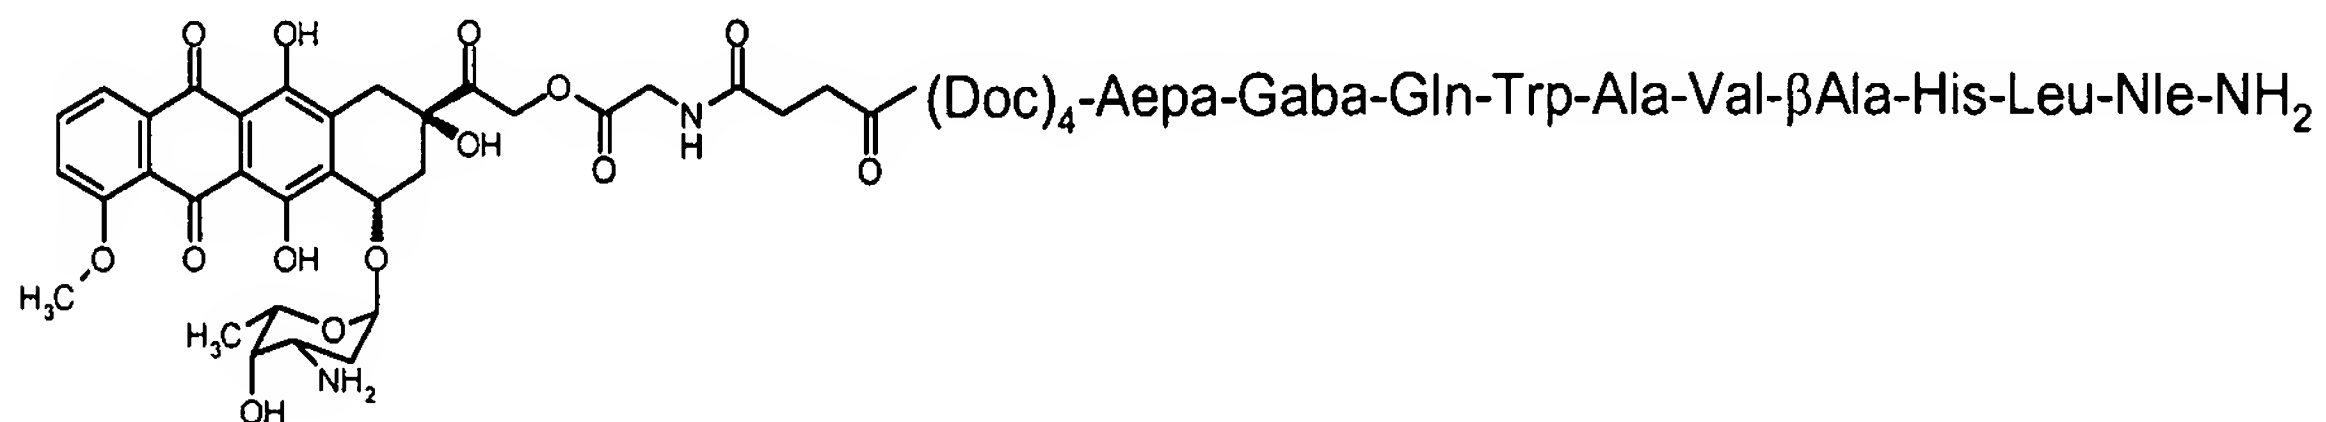 O OH O O
O (Doc)4-Aepa-Gaba-Gln-Trp-Ala-Val-βAla-His-Leu-Nle-NH2
OH O N H O
O O OH O
H3C
H3C O
NH2
OH